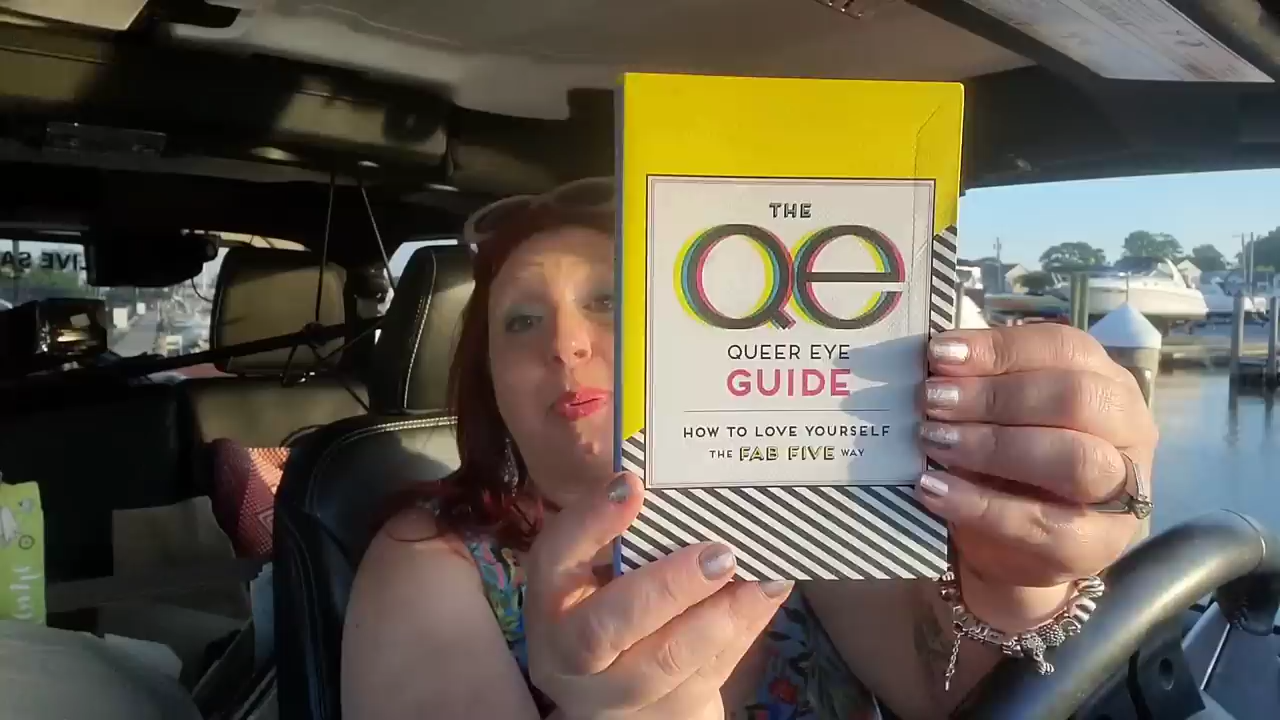 THE
Qe
QUEER EYE
GUIDE
HOW TO LOVE YOURSELF
THE FAB FIVE WAY